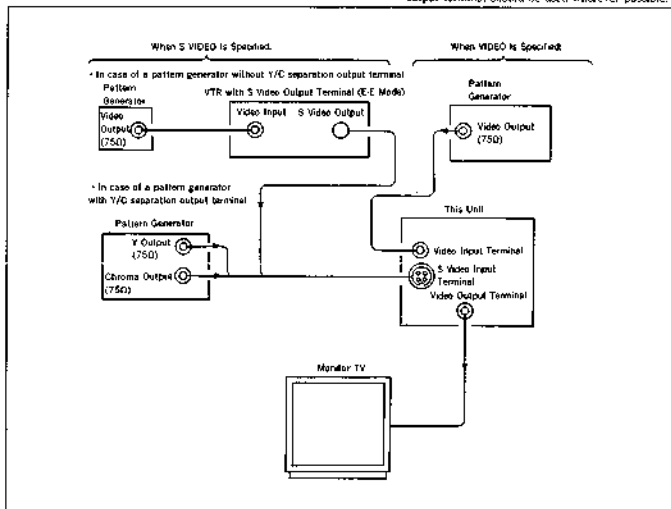 When S VIDEO is Specified.
When VIDEO is Specified:
• In case of a pattern generator without Y/C separation output terminal
Pattern
Generator
VTR with S Video Output Terminal (E-E Mode)
Video
Output
(75Ω)
Video Input
S Video Output
Pattern
Generator
Video Output
(75Ω)
• In case of a pattern generator
with Y/C separation output terminal
Pattern Generator
Y Output
(75Ω)
Chroma Output
(75Ω)
This Unit
Video Input Terminal
S Video Input
Terminal
Video Output Terminal
Monitor TV